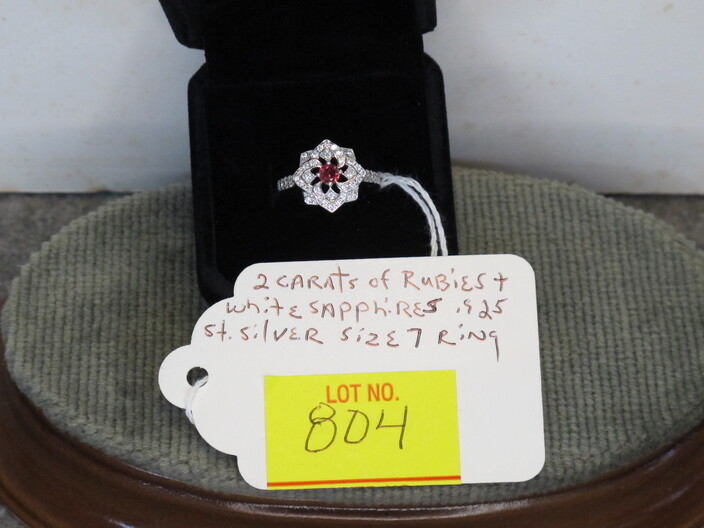 2 CARATS of RUBIES +
WhitE SAPPhiRES .925
St. SilVER SiZE 7 RiNg
LOT NO.
804